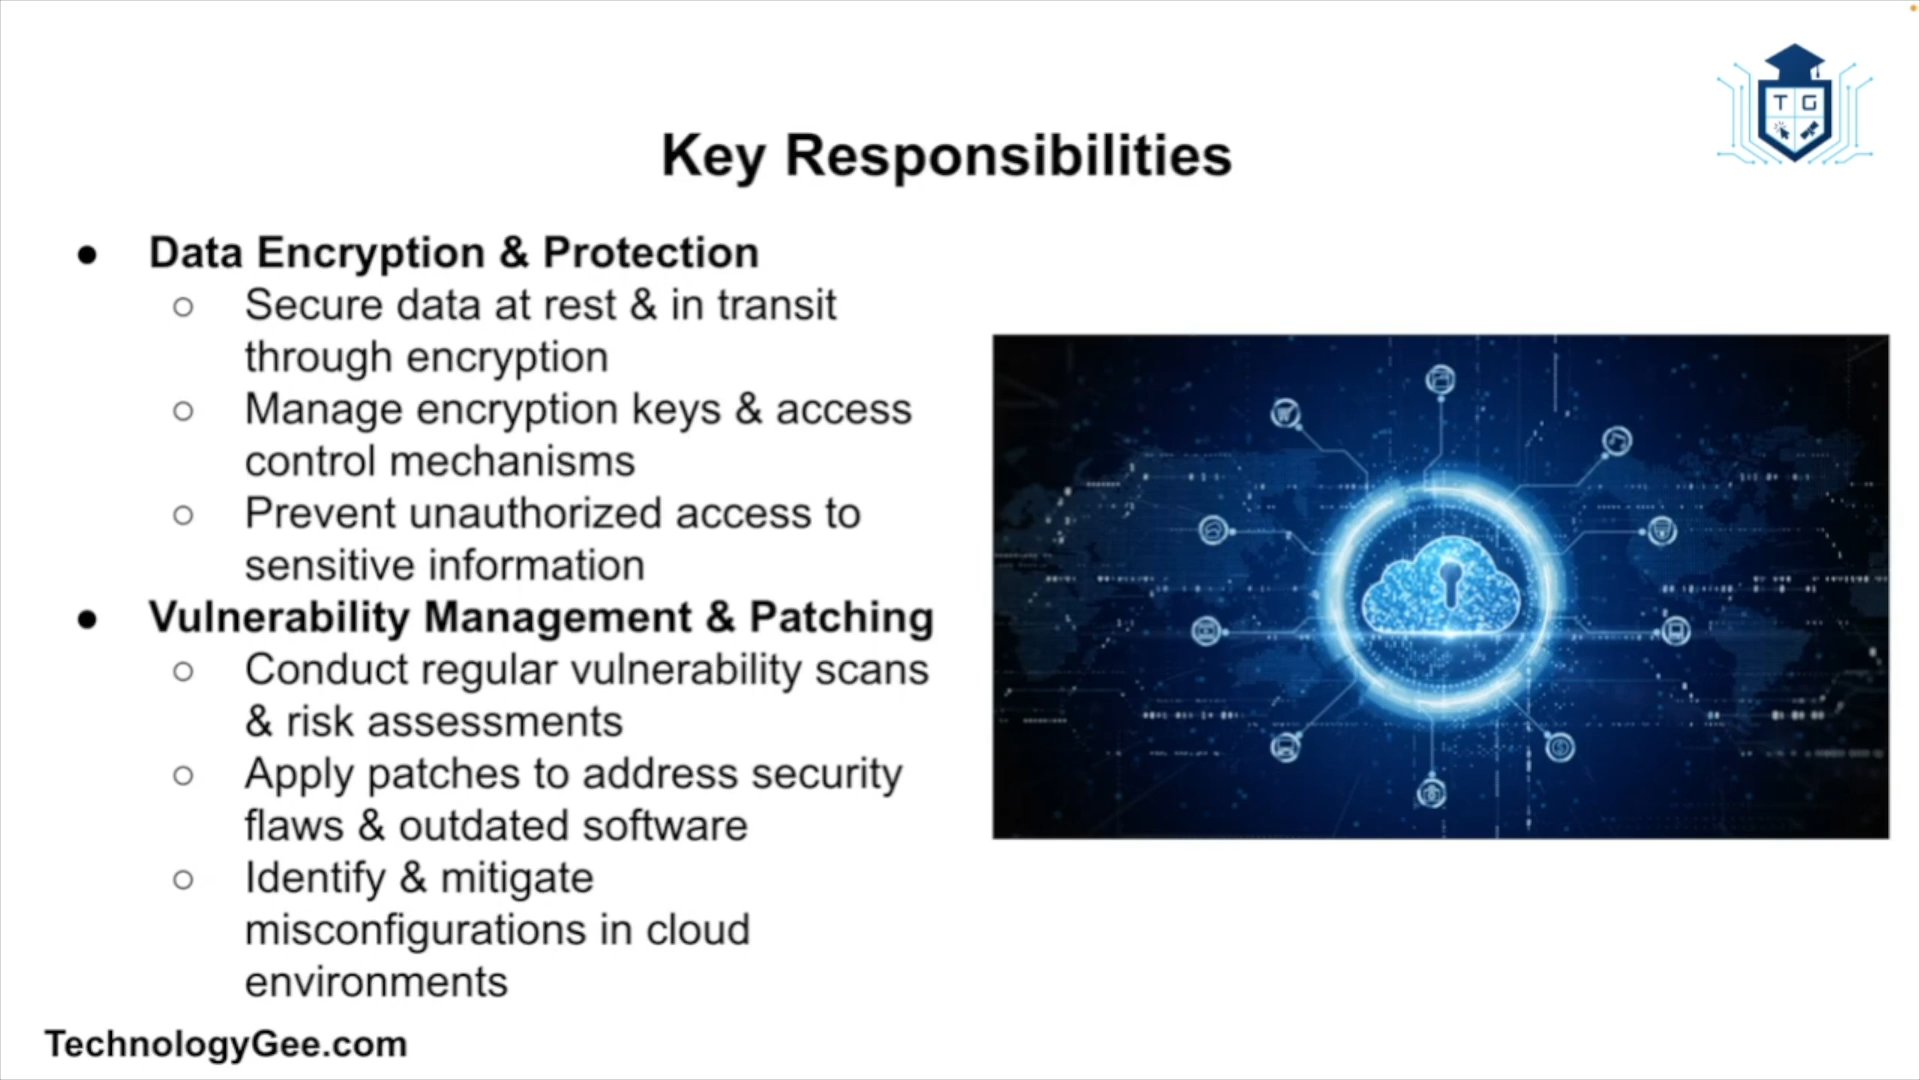 T G
Key Responsibilities
● Data Encryption & Protection
○ Secure data at rest & in transit
through encryption
○ Manage encryption keys & access
control mechanisms
○ Prevent unauthorized access to
sensitive information
● Vulnerability Management & Patching
○ Conduct regular vulnerability scans
& risk assessments
○ Apply patches to address security
flaws & outdated software
○ Identify & mitigate
misconfigurations in cloud
environments
TechnologyGee.com